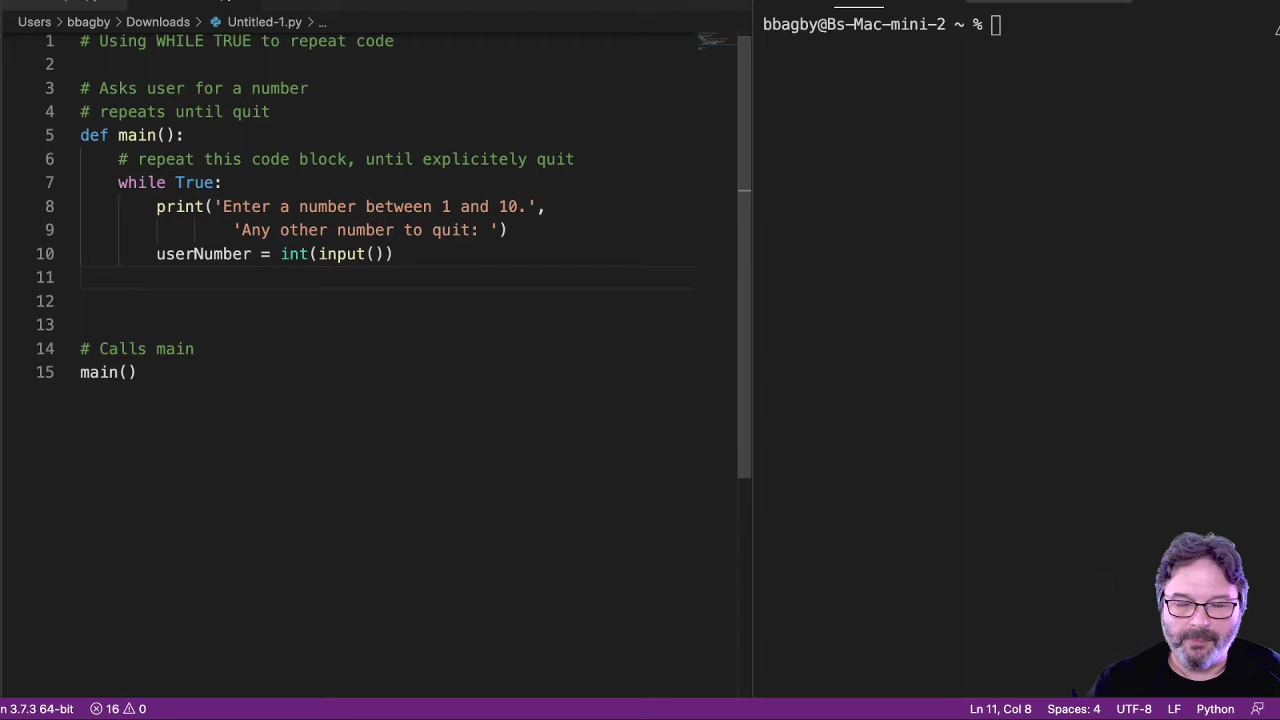 Users > bbagby > Downloads > Untitled-1.py > ...
bbagby@Bs-Mac-mini-2 ~ %
1 # Using WHILE TRUE to repeat code
2
3 # Asks user for a number
4 # repeats until quit
5 def main():
6 # repeat this code block, until explicitely quit
7 while True:
8 print('Enter a number between 1 and 10.',
9 'Any other number to quit: ')
10 userNumber = int(input())
11
12
13
14 # Calls main
15 main()
n 3.7.3 64-bit 16 0 Ln 11, Col 8 Spaces: 4 UTF-8 LF Python